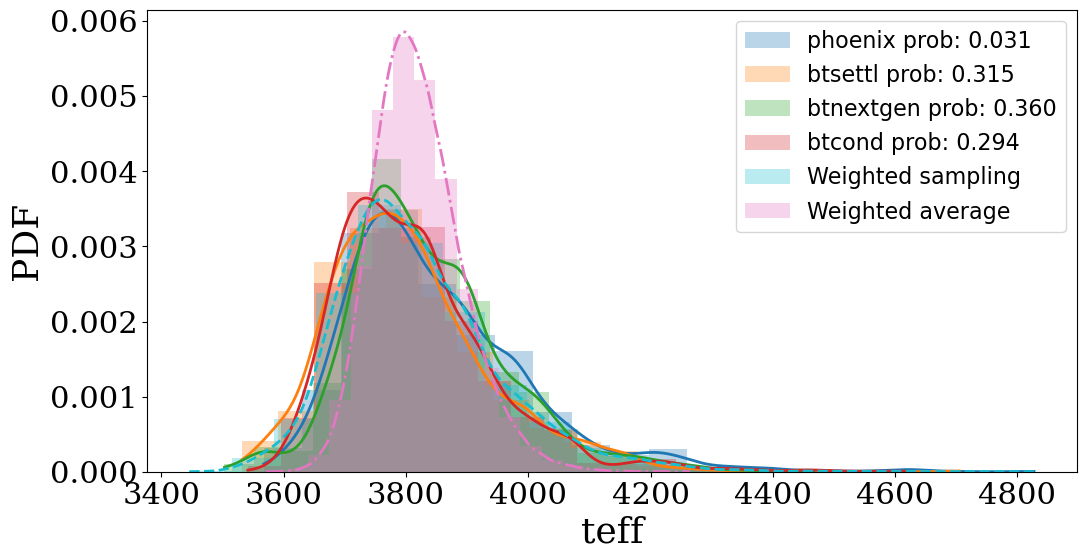 0.006
0.005
0.004
0.003
0.002
0.001
0.000
PDF
3400 3600 3800 4000 4200 4400 4600 4800
teff
phoenix prob: 0.031
btsettl prob: 0.315
btnextgen prob: 0.360
btcond prob: 0.294
Weighted sampling
Weighted average